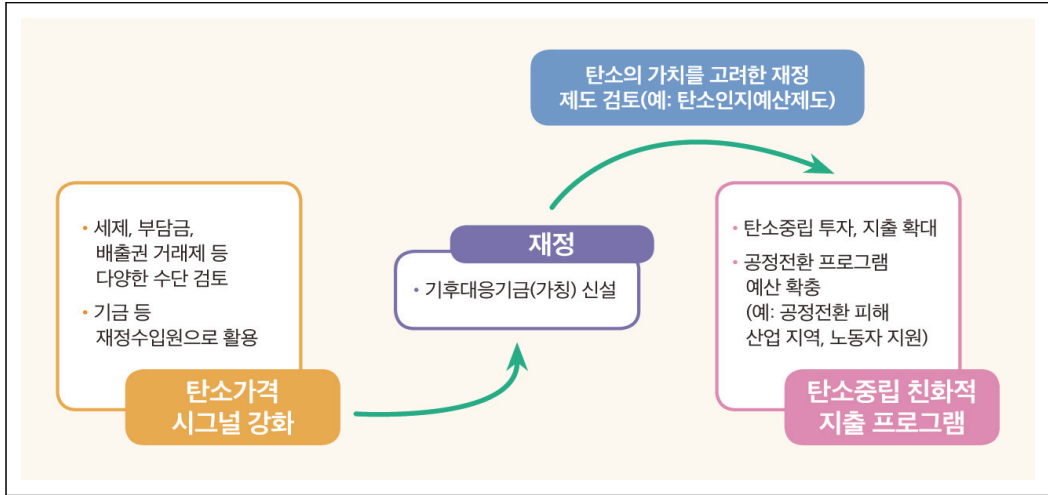 탄소의 가치를 고려한 재정
제도 검토(예: 탄소인지예산제도)
• 세제, 부담금,
배출권 거래제 등
다양한 수단 검토
• 기금 등
재정수입원으로 활용
탄소가격
시그널 강화
재정
• 기후대응기금(가칭) 신설
• 탄소중립 투자, 지출 확대
• 공정전환 프로그램
예산 확충
(예: 공정전환 피해
산업 지역, 노동자 지원)
탄소중립 친화적
지출 프로그램